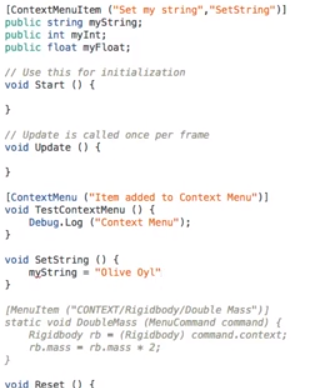 [ContextMenuItem ("Set my string","SetString")]
public string myString;
public int myInt;
public float myFloat;
// Use this for initialization
void Start () {
}
// Update is called once per frame
void Update () {
}
[ContextMenu ("Item added to Context Menu")]
void TestContextMenu () {
Debug.Log ("Context Menu");
}
void SetString () {
myString = "Olive Oyl"
}
[MenuItem ("CONTEXT/Rigidbody/Double Mass")]
static void DoubleMass (MenuCommand command) {
Rigidbody rb = (Rigidbody) command.context;
rb.mass = rb.mass * 2;
}
void Reset () {